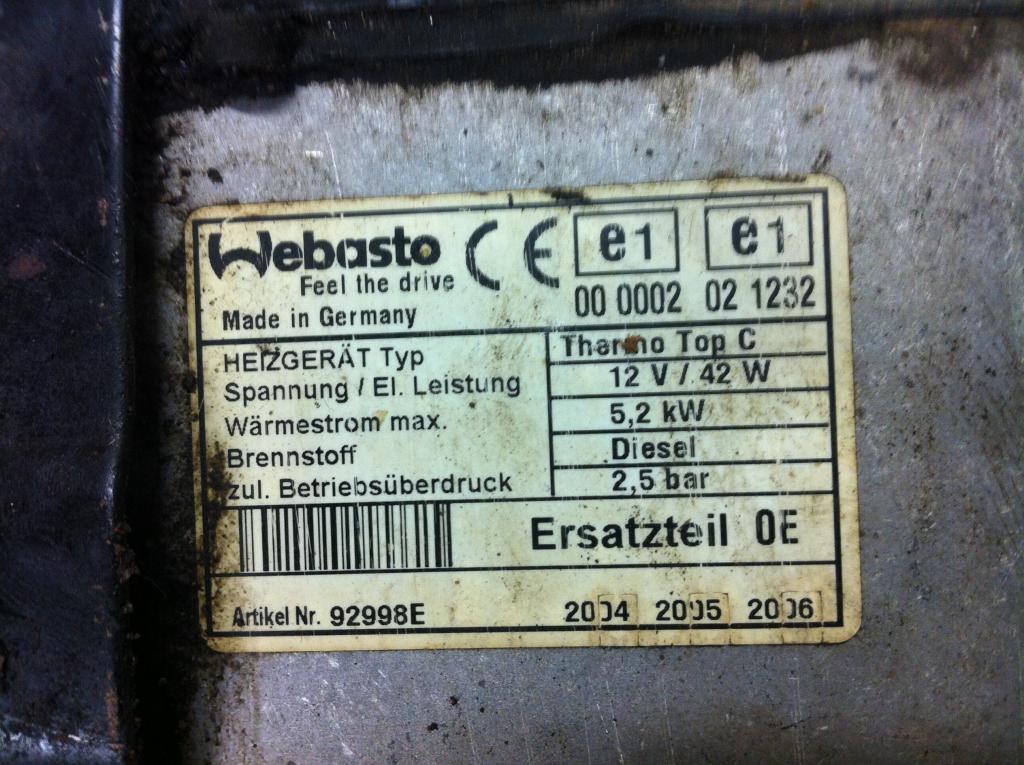 Webasto CE e1 e1
Feel the drive 00 0002 02 1232
Made in Germany
HEIZGERÄT Typ Thermo Top C
Spannung / El. Leistung 12 V / 42 W
Wärmestrom max. 5,2 kW
Brennstoff Diesel
zul. Betriebsüberdruck 2,5 bar
Ersatzteil OE
Artikel Nr. 92998E 2004 2005 2006